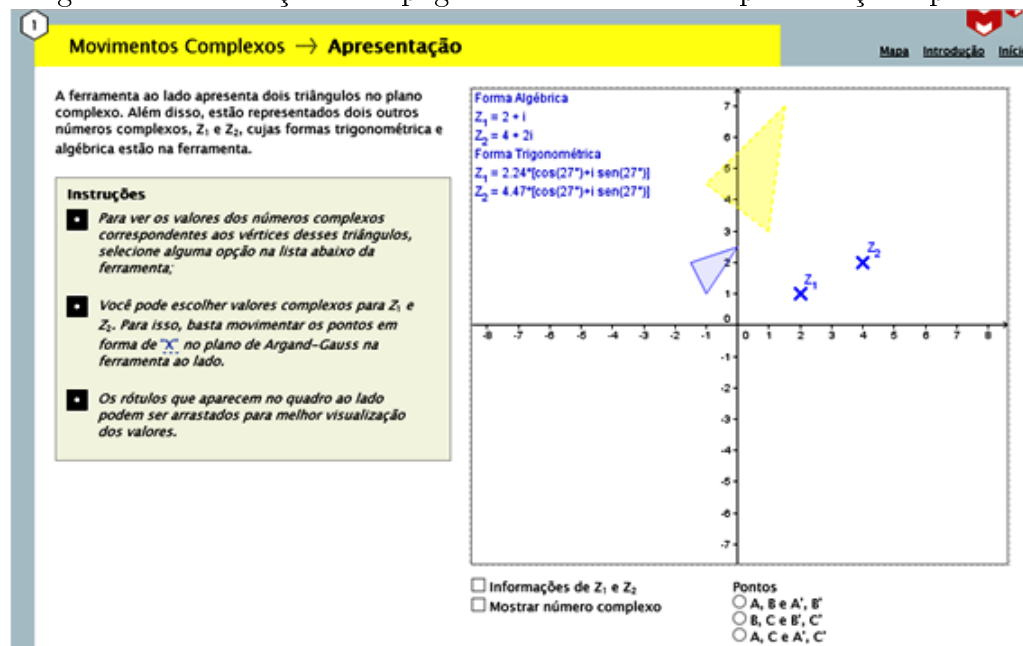 1
Movimentos Complexos → Apresentação
Mapa Introdução Iníci
A ferramenta ao lado apresenta dois triângulos no plano
complexo. Além disso, estão representados dois outros
números complexos, Z₁ e Z₂, cujas formas trigonométrica e
algébrica estão na ferramenta.
Instruções
Para ver os valores dos números complexos
correspondentes aos vértices desses triângulos,
selecione alguma opção na lista abaixo da
ferramenta;
Você pode escolher valores complexos para Z₁ e
Z₂. Para isso, basta movimentar os pontos em
forma de "X" no plano de Argand-Gauss na
ferramenta ao lado.
Os rótulos que aparecem no quadro ao lado
podem ser arrastados para melhor visualização
dos valores.
Forma Algébrica
Z₁ = 2 + i
Z₂ = 4 + 2i
Forma Trigonométrica
Z₁ = 2.24*[cos(27°)+i sen(27°)]
Z₂ = 4.47*[cos(27°)+i sen(27°)]
7
6
5
4
3
2
1
0
Z₂
Z₁
-8 -7 -6 -5 -4 -3 -2 -1 0 1 2 3 4 5 6 7 8
-1
-2
-3
-4
-5
-6
-7
Informações de Z₁ e Z₂
Mostrar número complexo
Pontos
A, B e A', B'
B, C e B', C'
A, C e A', C'